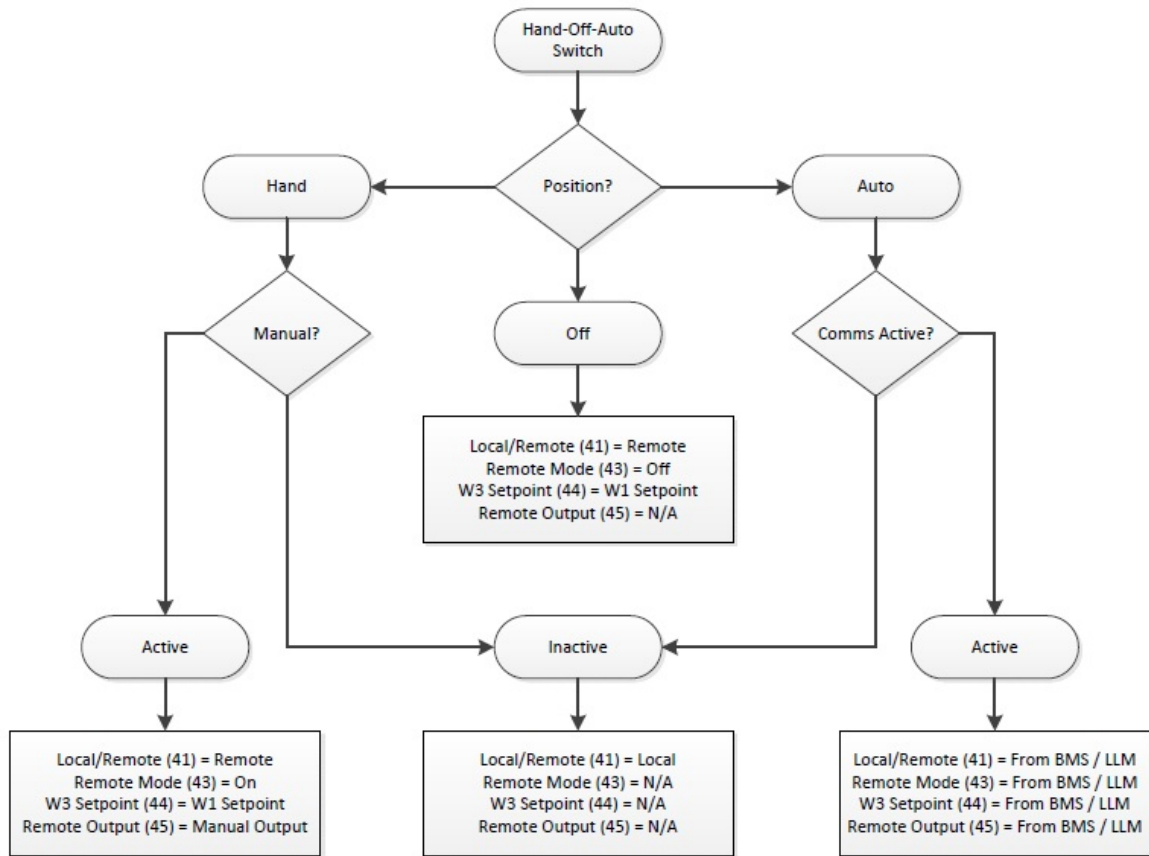 Hand-Off-Auto
Switch
Hand
Position?
Auto
Manual?
Off
Comms Active?
Local/Remote (41) = Remote
Remote Mode (43) = Off
W3 Setpoint (44) = W1 Setpoint
Remote Output (45) = N/A
Active
Inactive
Active
Local/Remote (41) = Remote
Remote Mode (43) = On
W3 Setpoint (44) = W1 Setpoint
Remote Output (45) = Manual Output
Local/Remote (41) = Local
Remote Mode (43) = N/A
W3 Setpoint (44) = N/A
Remote Output (45) = N/A
Local/Remote (41) = From BMS / LLM
Remote Mode (43) = From BMS / LLM
W3 Setpoint (44) = From BMS / LLM
Remote Output (45) = From BMS / LLM